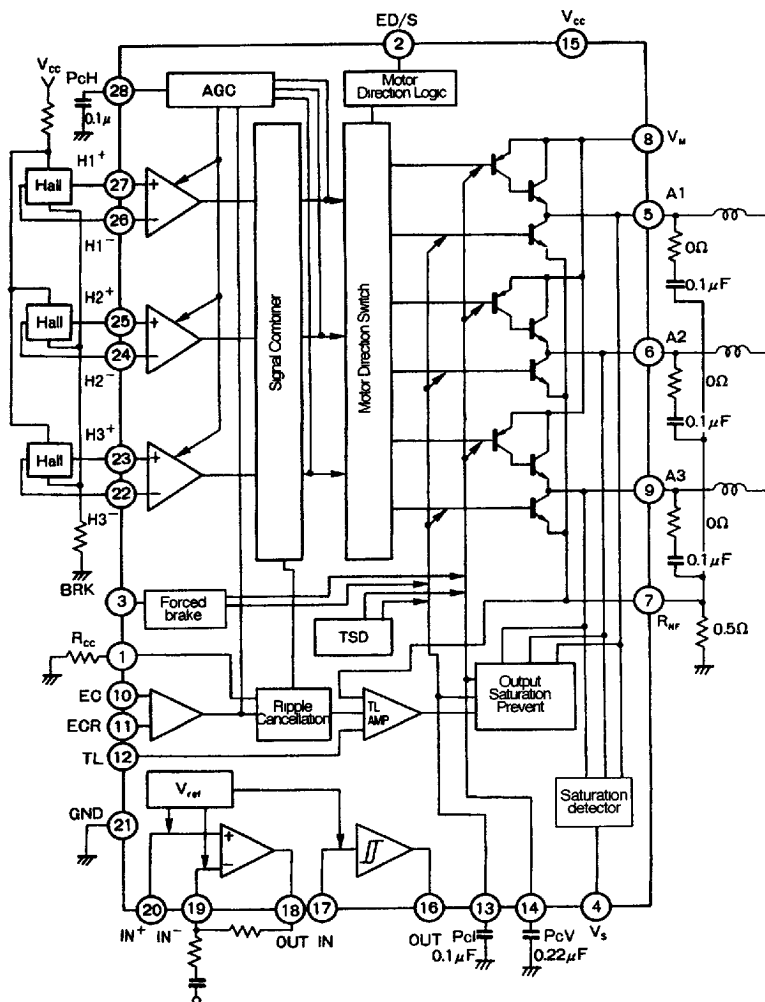 ED/S
2
Vcc
15
Vcc
PcH
28
0.1μ
AGC
Motor
Direction Logic
8
VM
H1+
Hall
27
+
26
−
H1−
A1
5
0Ω
0.1μF
H2+
Hall
25
+
24
−
H2−
Signal Combiner
Motor Direction Switch
A2
6
0Ω
0.1μF
H3+
Hall
23
+
22
−
H3−
A3
9
0Ω
0.1μF
BRK
3
Forced
brake
TSD
7
RNF
0.5Ω
Rcc
1
EC
10
ECR
11
TL
12
Ripple
Cancellation
TL
AMP
Output
Saturation
Prevent
GND
21
Vref
+
−
Saturation
detector
20
19
18
17
16
13
14
4
IN+
IN−
OUT
IN
OUT
PcI
0.1μF
PcV
0.22μF
Vs